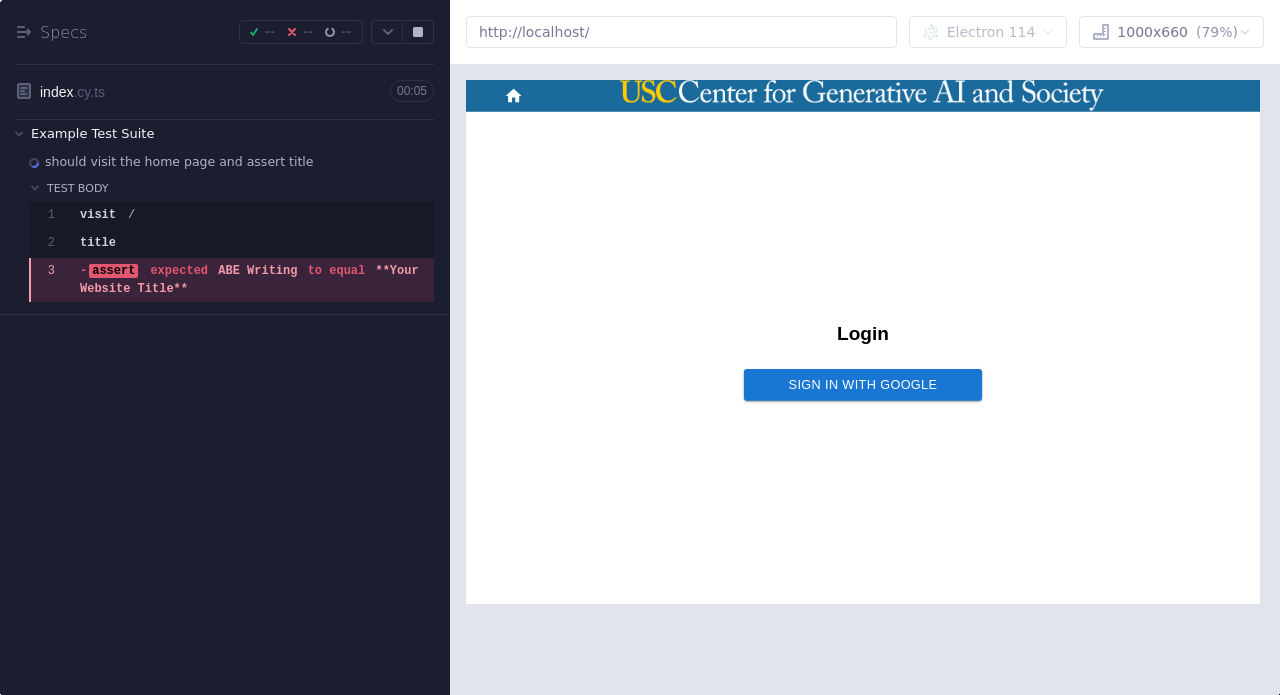 Specs
--
--
--
index.cy.ts
00:05
Example Test Suite
should visit the home page and assert title
TEST BODY
1 visit /
2 title
3 -assert expected ABE Writing to equal **Your
Website Title**
http://localhost/
Electron 114
1000x660 (79%)
USC Center for Generative AI and Society
Login
SIGN IN WITH GOOGLE